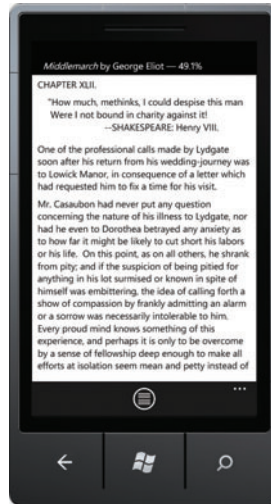 Middlemarch by George Eliot — 49.1%
CHAPTER XLII.
"How much, methinks, I could despise this man
Were I not bound in charity against it!
--SHAKESPEARE: Henry VIII.
One of the professional calls made by Lydgate
soon after his return from his wedding-journey was
to Lowick Manor, in consequence of a letter which
had requested him to fix a time for his visit.
Mr. Casaubon had never put any question
concerning the nature of his illness to Lydgate, nor
had he even to Dorothea betrayed any anxiety as
to how far it might be likely to cut short his labors
or his life. On this point, as on all others, he shrank
from pity; and if the suspicion of being pitied for
anything in his lot surmised or known in spite of
himself was embittering, the idea of calling forth a
show of compassion by frankly admitting an alarm
or a sorrow was necessarily intolerable to him.
Every proud mind knows something of this
experience, and perhaps it is only to be overcome
by a sense of fellowship deep enough to make all
efforts at isolation seem mean and petty instead of